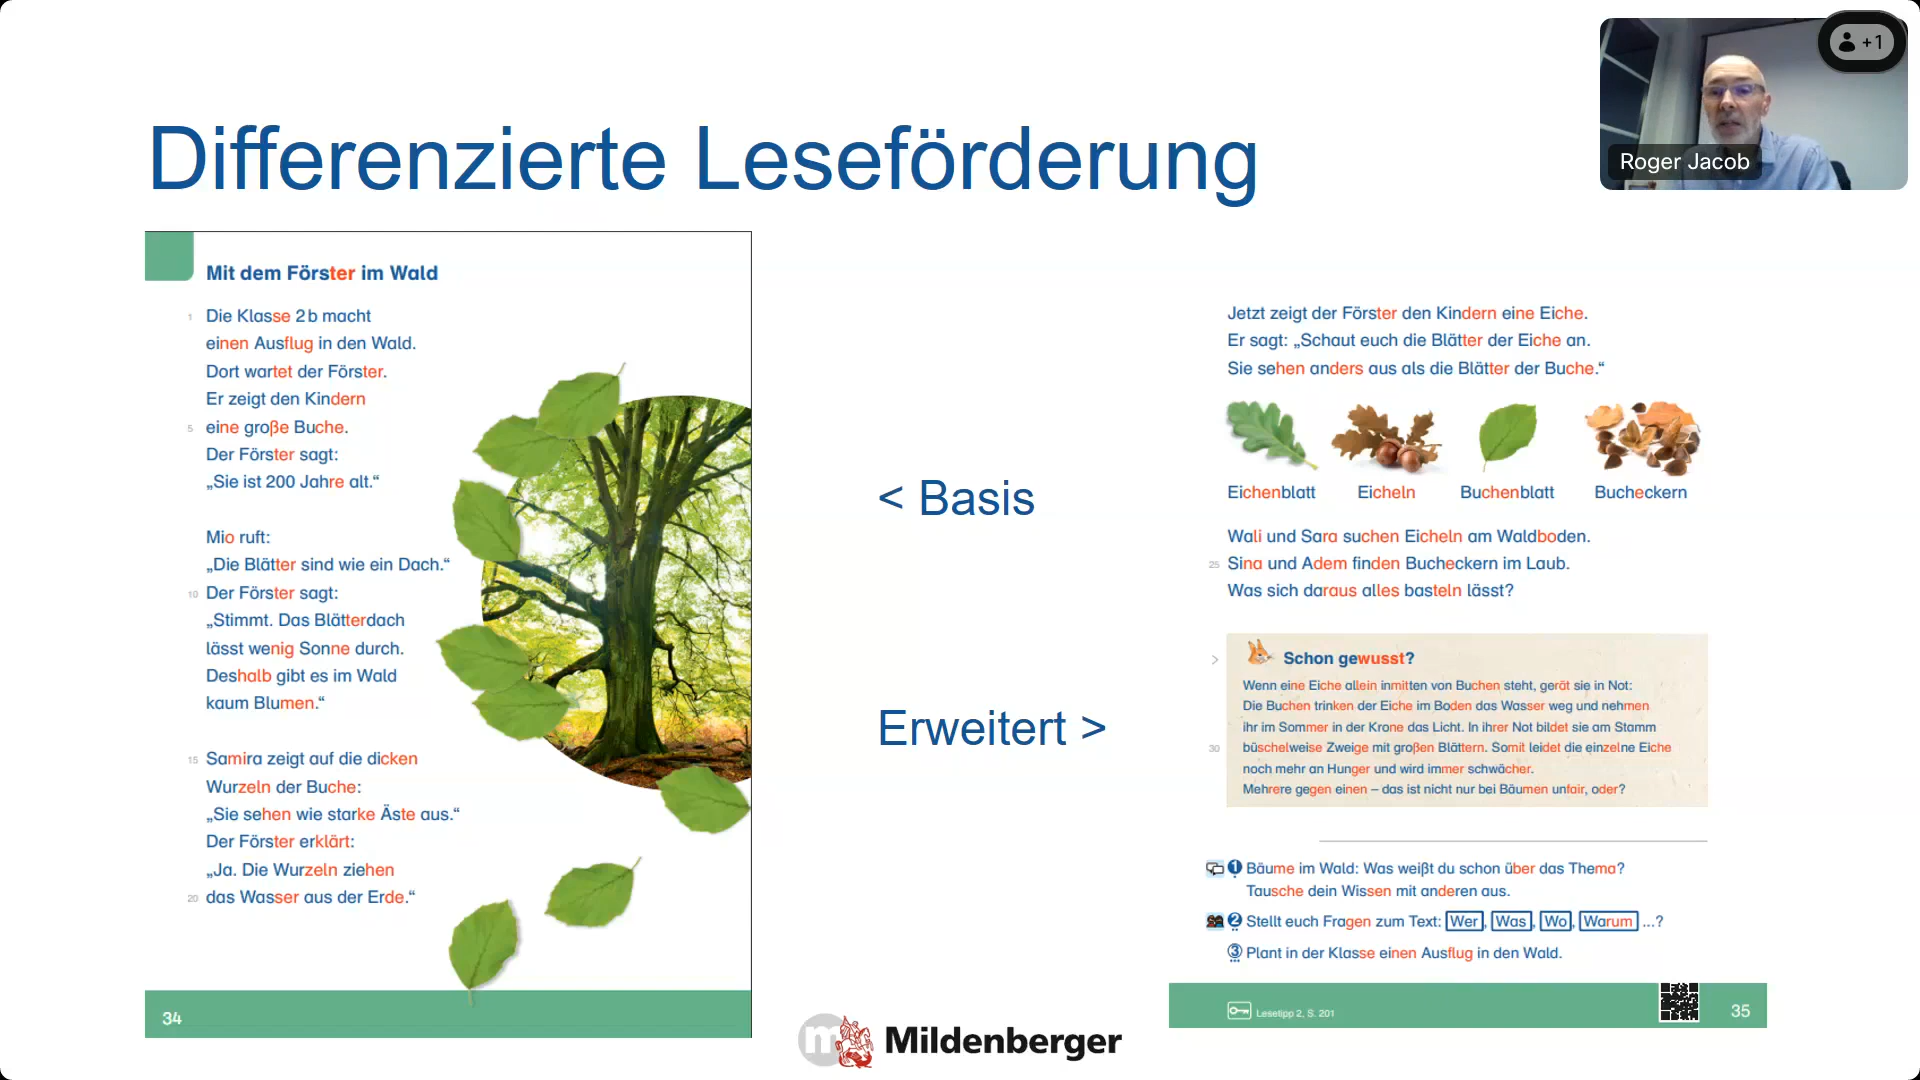 +1
Roger Jacob
Differenzierte Leseförderung
Mit dem Förster im Wald
1 Die Klasse 2 b macht
einen Ausflug in den Wald.
Dort wartet der Förster.
Er zeigt den Kindern
5 eine große Buche.
Der Förster sagt:
„Sie ist 200 Jahre alt.“
Mio ruft:
„Die Blätter sind wie ein Dach.“
10 Der Förster sagt:
„Stimmt. Das Blätterdach
lässt wenig Sonne durch.
Deshalb gibt es im Wald
kaum Blumen.“
15 Samira zeigt auf die dicken
Wurzeln der Buche:
„Sie sehen wie starke Äste aus.“
Der Förster erklärt:
„Ja. Die Wurzeln ziehen
20 das Wasser aus der Erde.“
34
< Basis
Erweitert >
Jetzt zeigt der Förster den Kindern eine Eiche.
Er sagt: „Schaut euch die Blätter der Eiche an.
Sie sehen anders aus als die Blätter der Buche.“
Eichenblatt Eicheln Buchenblatt Bucheckern
Wali und Sara suchen Eicheln am Waldboden.
25 Sina und Adem finden Bucheckern im Laub.
Was sich daraus alles basteln lässt?
> Schon gewusst?
Wenn eine Eiche allein inmitten von Buchen steht, gerät sie in Not:
Die Buchen trinken der Eiche im Boden das Wasser weg und nehmen
ihr im Sommer in der Krone das Licht. In ihrer Not bildet sie am Stamm
30 büschelweise Zweige mit großen Blättern. Somit leidet die einzelne Eiche
noch mehr an Hunger und wird immer schwächer.
Mehrere gegen einen – das ist nicht nur bei Bäumen unfair, oder?
1 Bäume im Wald: Was weißt du schon über das Thema?
Tausche dein Wissen mit anderen aus.
2 Stellt euch Fragen zum Text: Wer, Was, Wo, Warum ...?
3 Plant in der Klasse einen Ausflug in den Wald.
Lesetipp 2, S. 201
35
m Mildenberger